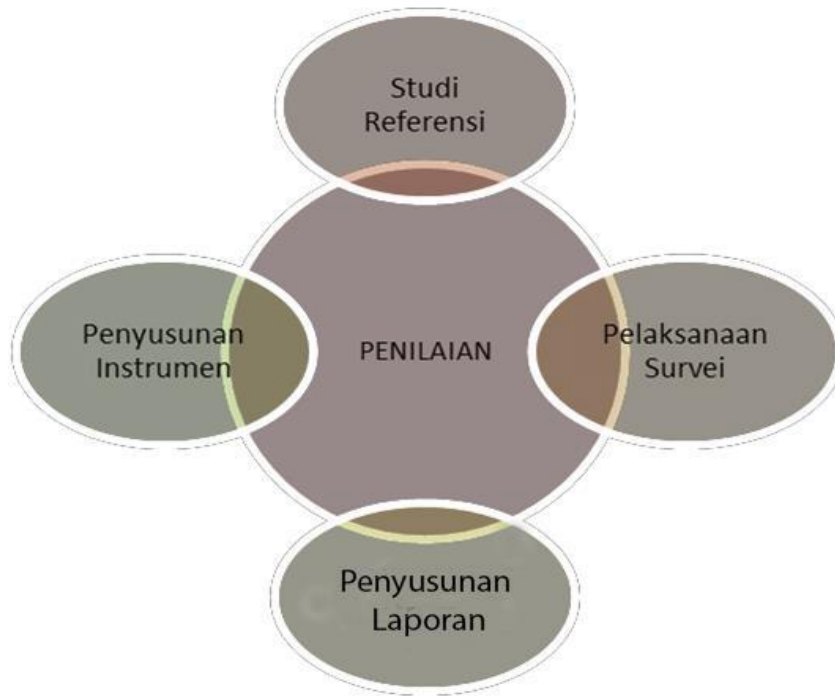 Studi
Referensi
Penyusunan
Instrumen
PENILAIAN
Pelaksanaan
Survei
Penyusunan
Laporan